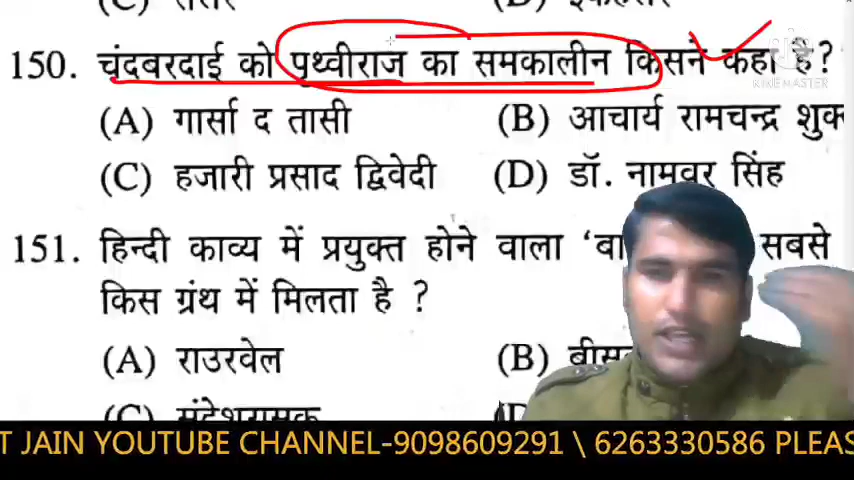 150. चंदबरदाई को पृथ्वीराज का समकालीन किसने कहा है?
KINEMASTER
(A) गार्सा द तासी (B) आचार्य रामचन्द्र शुक
(C) हजारी प्रसाद द्विवेदी (D) डॉ. नामवर सिंह
151. हिन्दी काव्य में प्रयुक्त होने वाला ‘बा सबसे
किस ग्रंथ में मिलता है ?
(A) राउरवेल (B) बीस
(C)
T JAIN YOUTUBE CHANNEL-9098609291 \ 6263330586 PLEAS